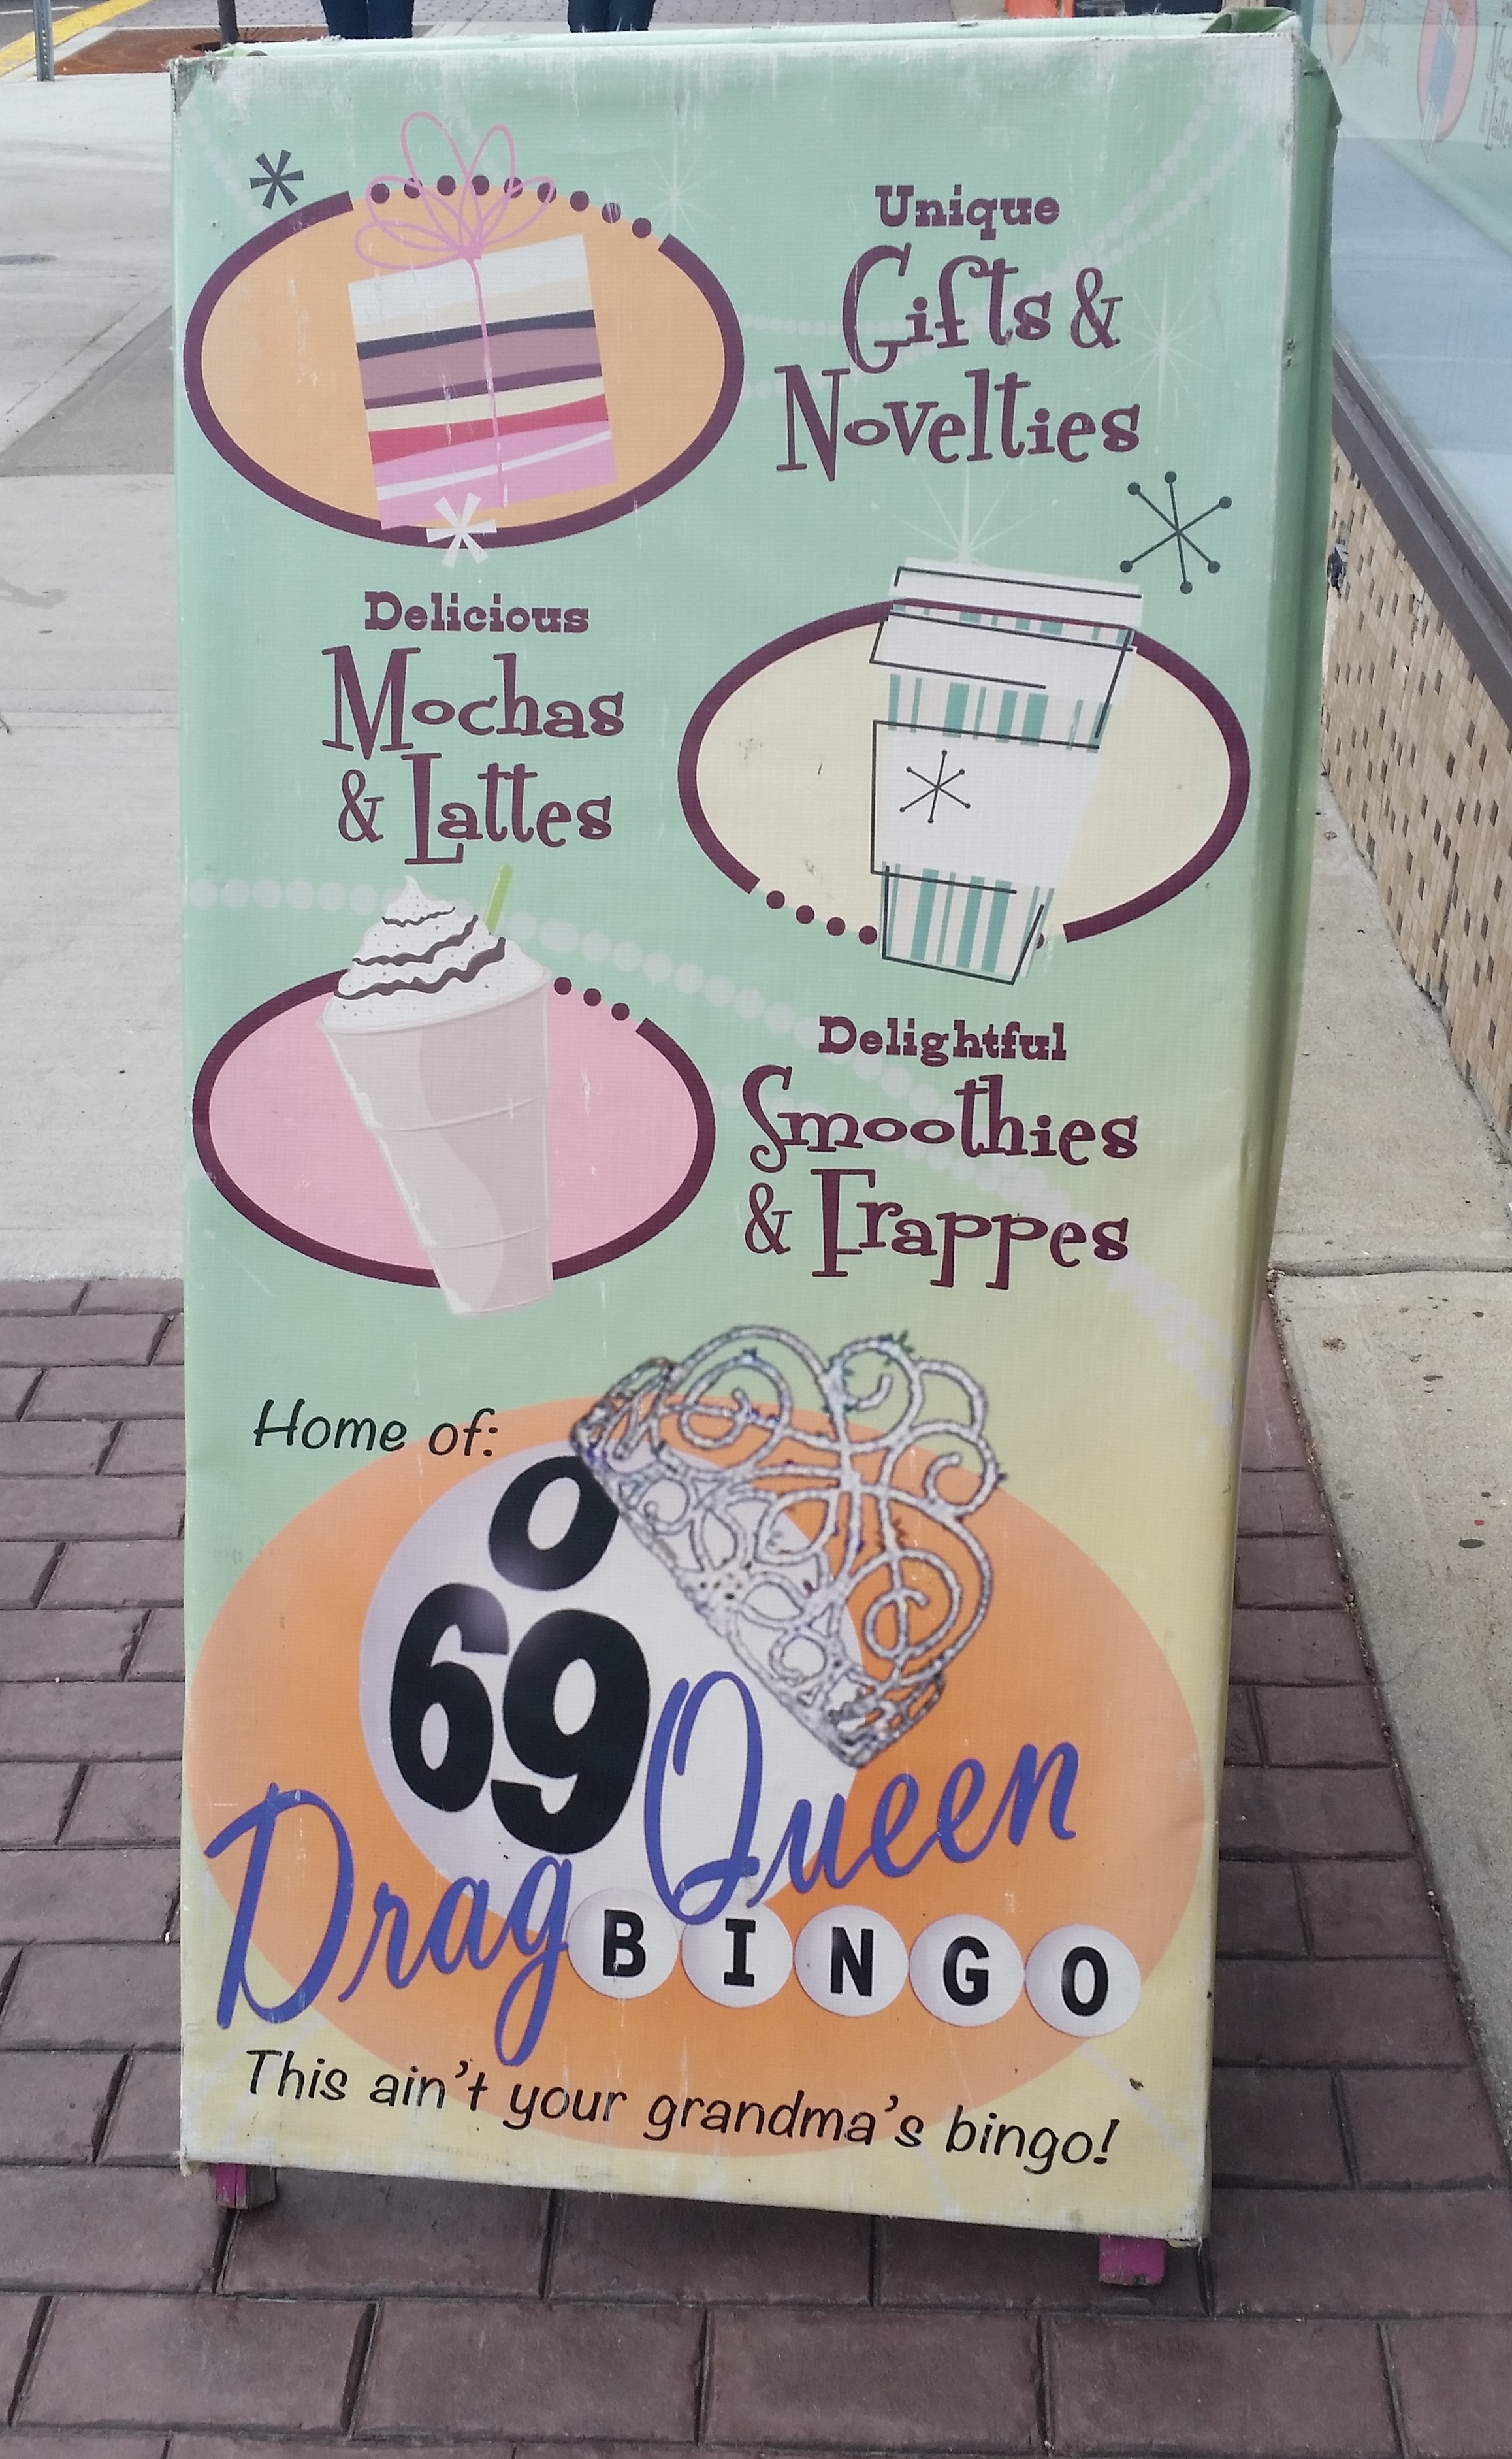 Unique
Gifts &
Novelties
Delicious
Mochas
& Lattes
Delightful
Smoothies
& Frappes
Home of:
O
69
Drag Queen
BINGO
This ain't your grandma's bingo!